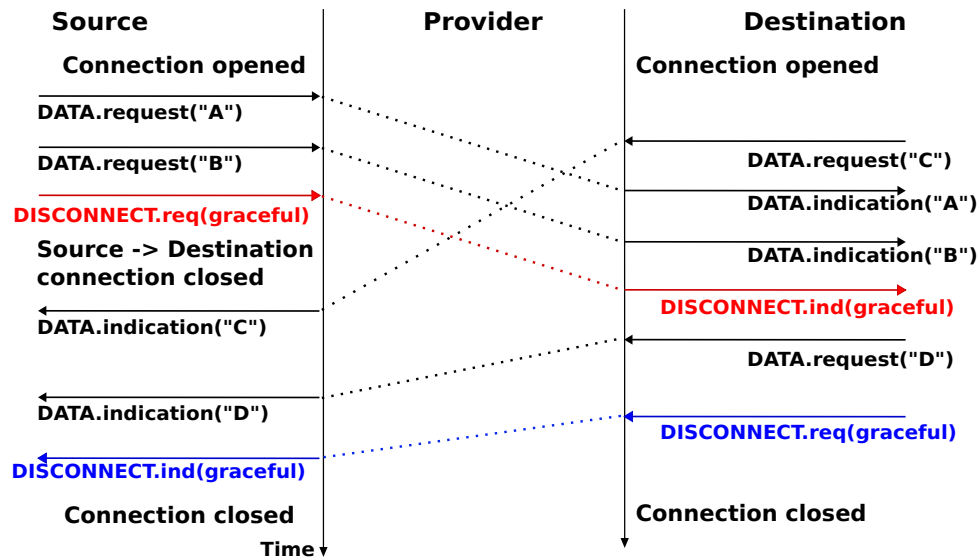 Source Provider Destination
Connection opened Connection opened
DATA.request("A")
DATA.request("B") DATA.request("C")
DISCONNECT.req(graceful) DATA.indication("A")
Source -> Destination DATA.indication("B")
connection closed
DISCONNECT.ind(graceful)
DATA.indication("C")
DATA.request("D")
DATA.indication("D")
DISCONNECT.req(graceful)
DISCONNECT.ind(graceful)
Connection closed Connection closed
Time